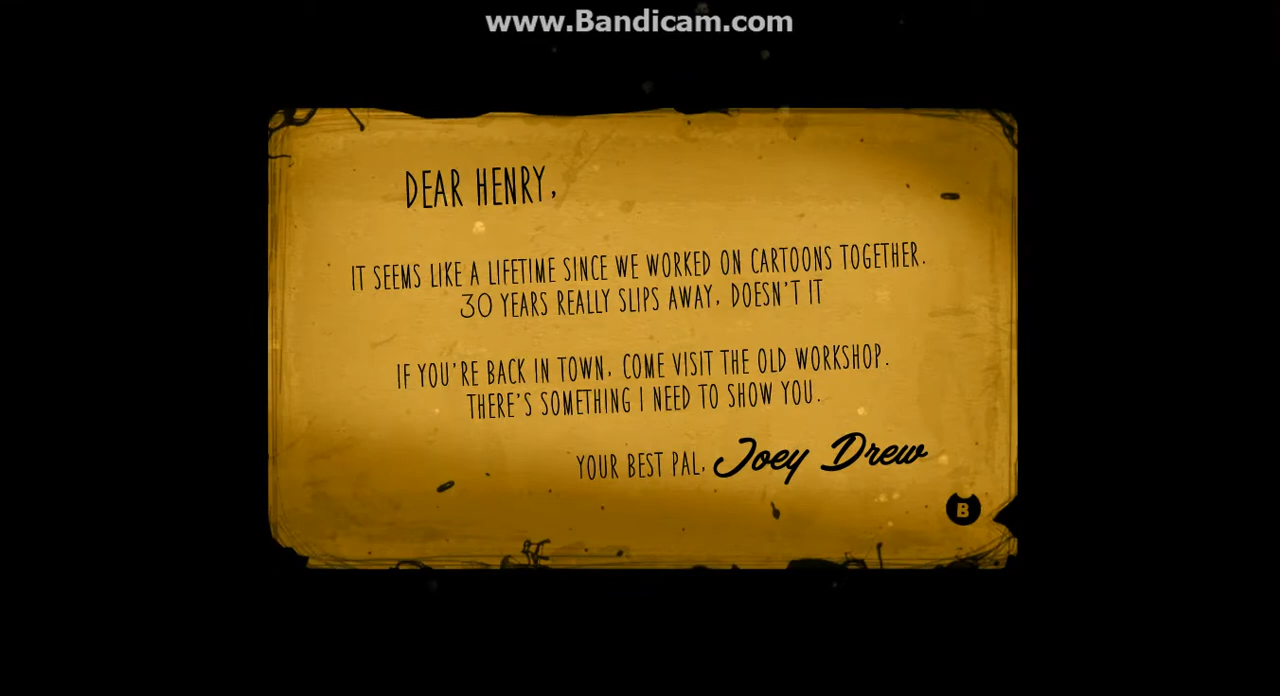 www.Bandicam.com
DEAR HENRY,
IT SEEMS LIKE A LIFETIME SINCE WE WORKED ON CARTOONS TOGETHER.
30 YEARS REALLY SLIPS AWAY, DOESN'T IT
IF YOU'RE BACK IN TOWN, COME VISIT THE OLD WORKSHOP.
THERE'S SOMETHING I NEED TO SHOW YOU.
YOUR BEST PAL, Joey Drew
B